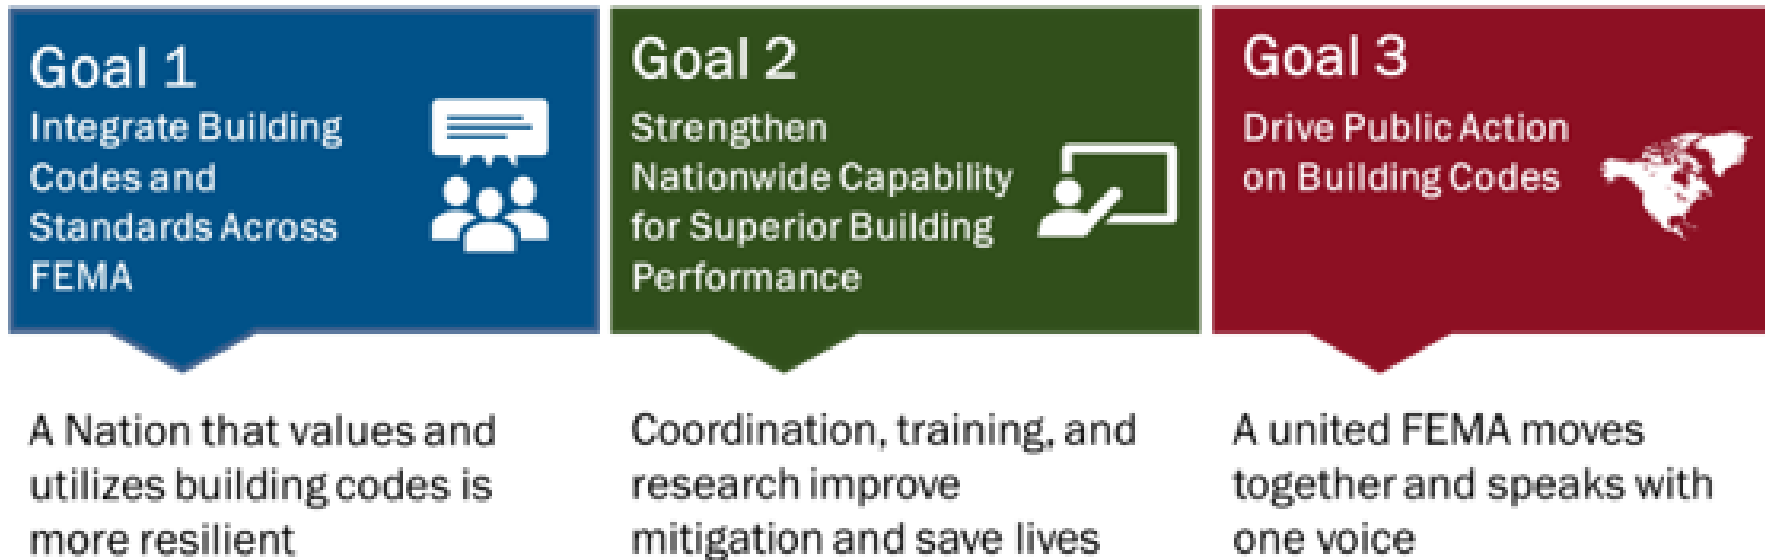 Goal 1
Integrate Building
Codes and
Standards Across
FEMA
A Nation that values and
utilizes building codes is
more resilient
Goal 2
Strengthen
Nationwide Capability
for Superior Building
Performance
Coordination, training, and
research improve
mitigation and save lives
Goal 3
Drive Public Action
on Building Codes
A united FEMA moves
together and speaks with
one voice